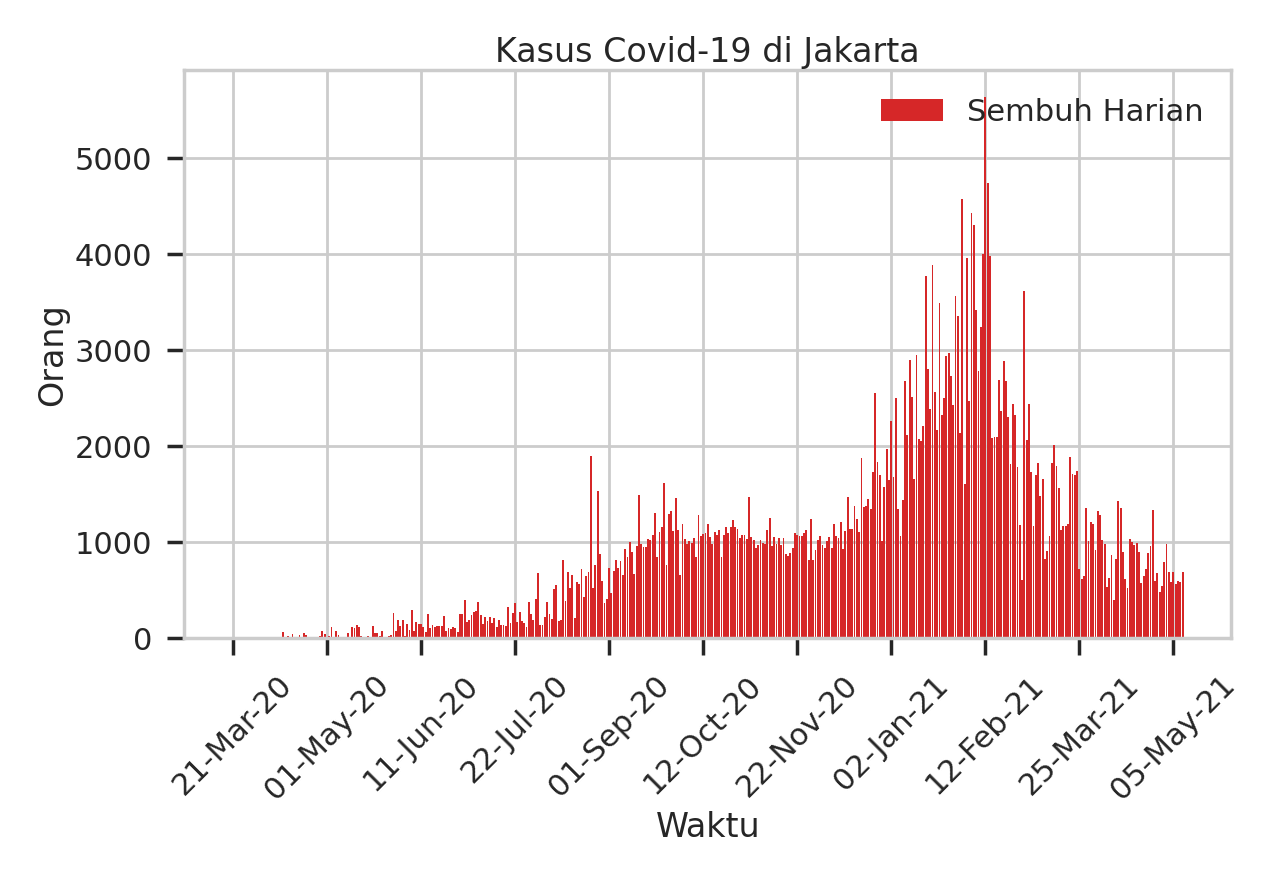 Kasus Covid-19 di Jakarta
Sembuh Harian
Orang
5000
4000
3000
2000
1000
0
21-Mar-20
01-May-20
11-Jun-20
22-Jul-20
01-Sep-20
12-Oct-20
22-Nov-20
02-Jan-21
12-Feb-21
25-Mar-21
05-May-21
Waktu